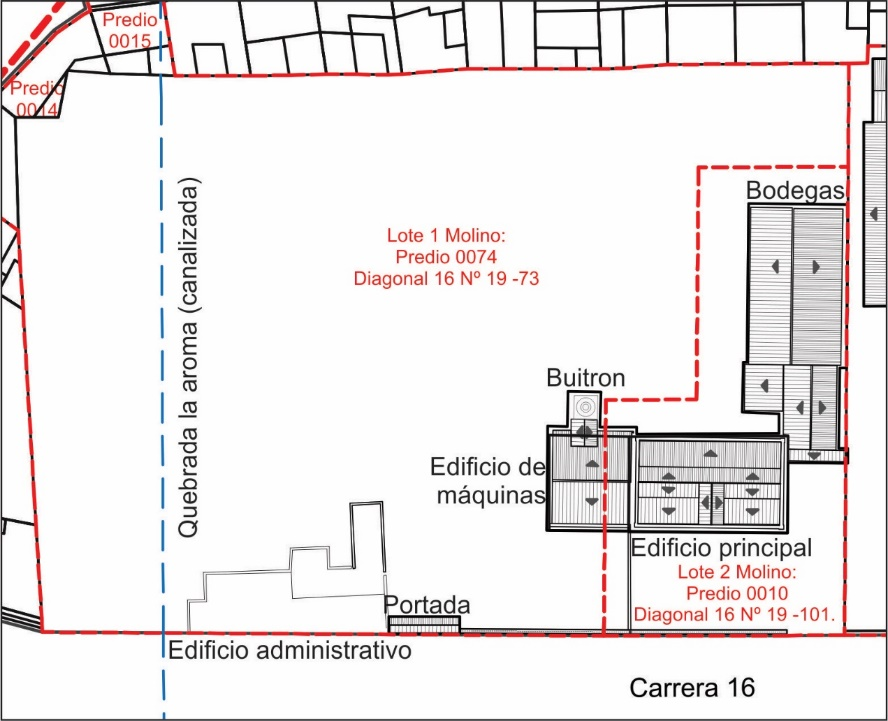 Predio
0015
Predio
0014
Quebrada la aroma (canalizada)
Lote 1 Molino:
Predio 0074
Diagonal 16 Nº 19 -73
Bodegas
Buitron
Edificio de
máquinas
Edificio principal
Lote 2 Molino:
Predio 0010
Diagonal 16 Nº 19 -101.
Portada
Edificio administrativo
Carrera 16